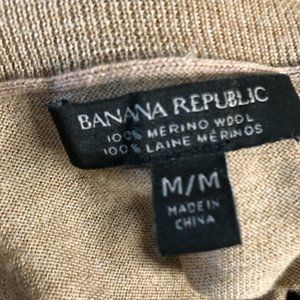 BANANA REPUBLIC
100% MERINO WOOL
100% LAINE MÉRINOS
M/M
MADE IN
CHINA